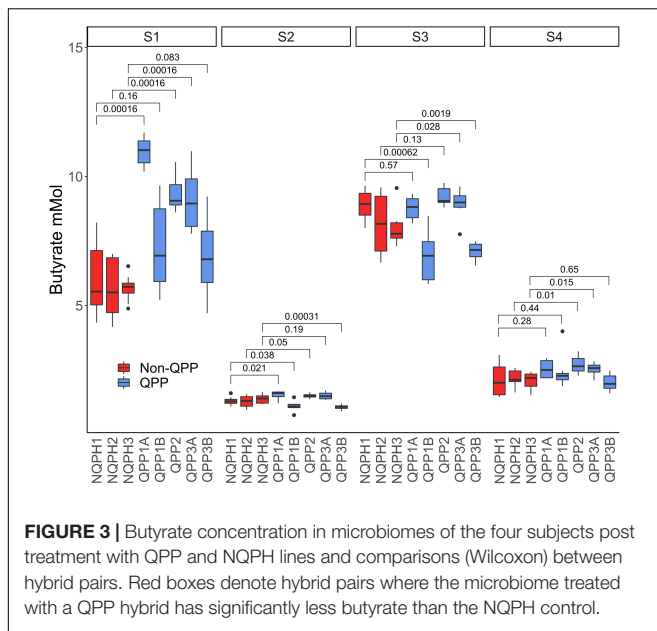 S1 S2 S3 S4
15
10
5
Butyrate mMol
0.083
0.00016
0.00016
0.16
0.00016
0.00031
0.19
0.05
0.038
0.021
0.0019
0.028
0.13
0.00062
0.57
0.65
0.015
0.01
0.44
0.28
Non-QPP
QPP
NQPH1 NQPH2 NQPH3 QPP1A QPP1B QPP2 QPP3A QPP3B
NQPH1 NQPH2 NQPH3 QPP1A QPP1B QPP2 QPP3A QPP3B
NQPH1 NQPH2 NQPH3 QPP1A QPP1B QPP2 QPP3A QPP3B
NQPH1 NQPH2 NQPH3 QPP1A QPP1B QPP2 QPP3A QPP3B
FIGURE 3 | Butyrate concentration in microbiomes of the four subjects post
treatment with QPP and NQPH lines and comparisons (Wilcoxon) between
hybrid pairs. Red boxes denote hybrid pairs where the microbiome treated
with a QPP hybrid has significantly less butyrate than the NQPH control.